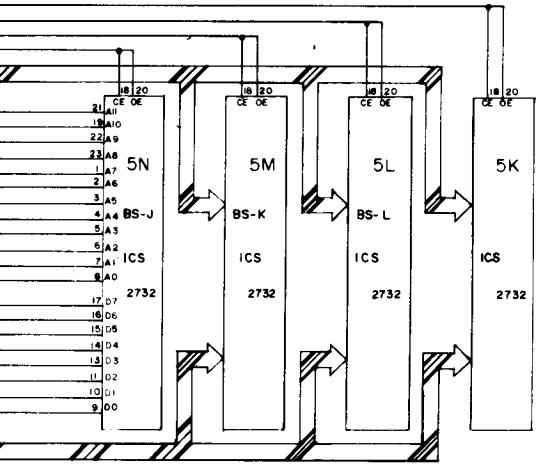 18 20
CE OE
18 20
CE OE
18 20
CE OE
18 20
CE OE
21 A11
19 A10
22 A9
23 A8
1 A7
2 A6
3 A5
4 A4
5 A3
6 A2
7 A1
8 A0
17 D7
16 D6
15 D5
14 D4
13 D3
11 D2
10 D1
9 D0
5N
BS-J
ICS
2732
5M
BS-K
ICS
2732
5L
BS-L
ICS
2732
5K
ICS
2732